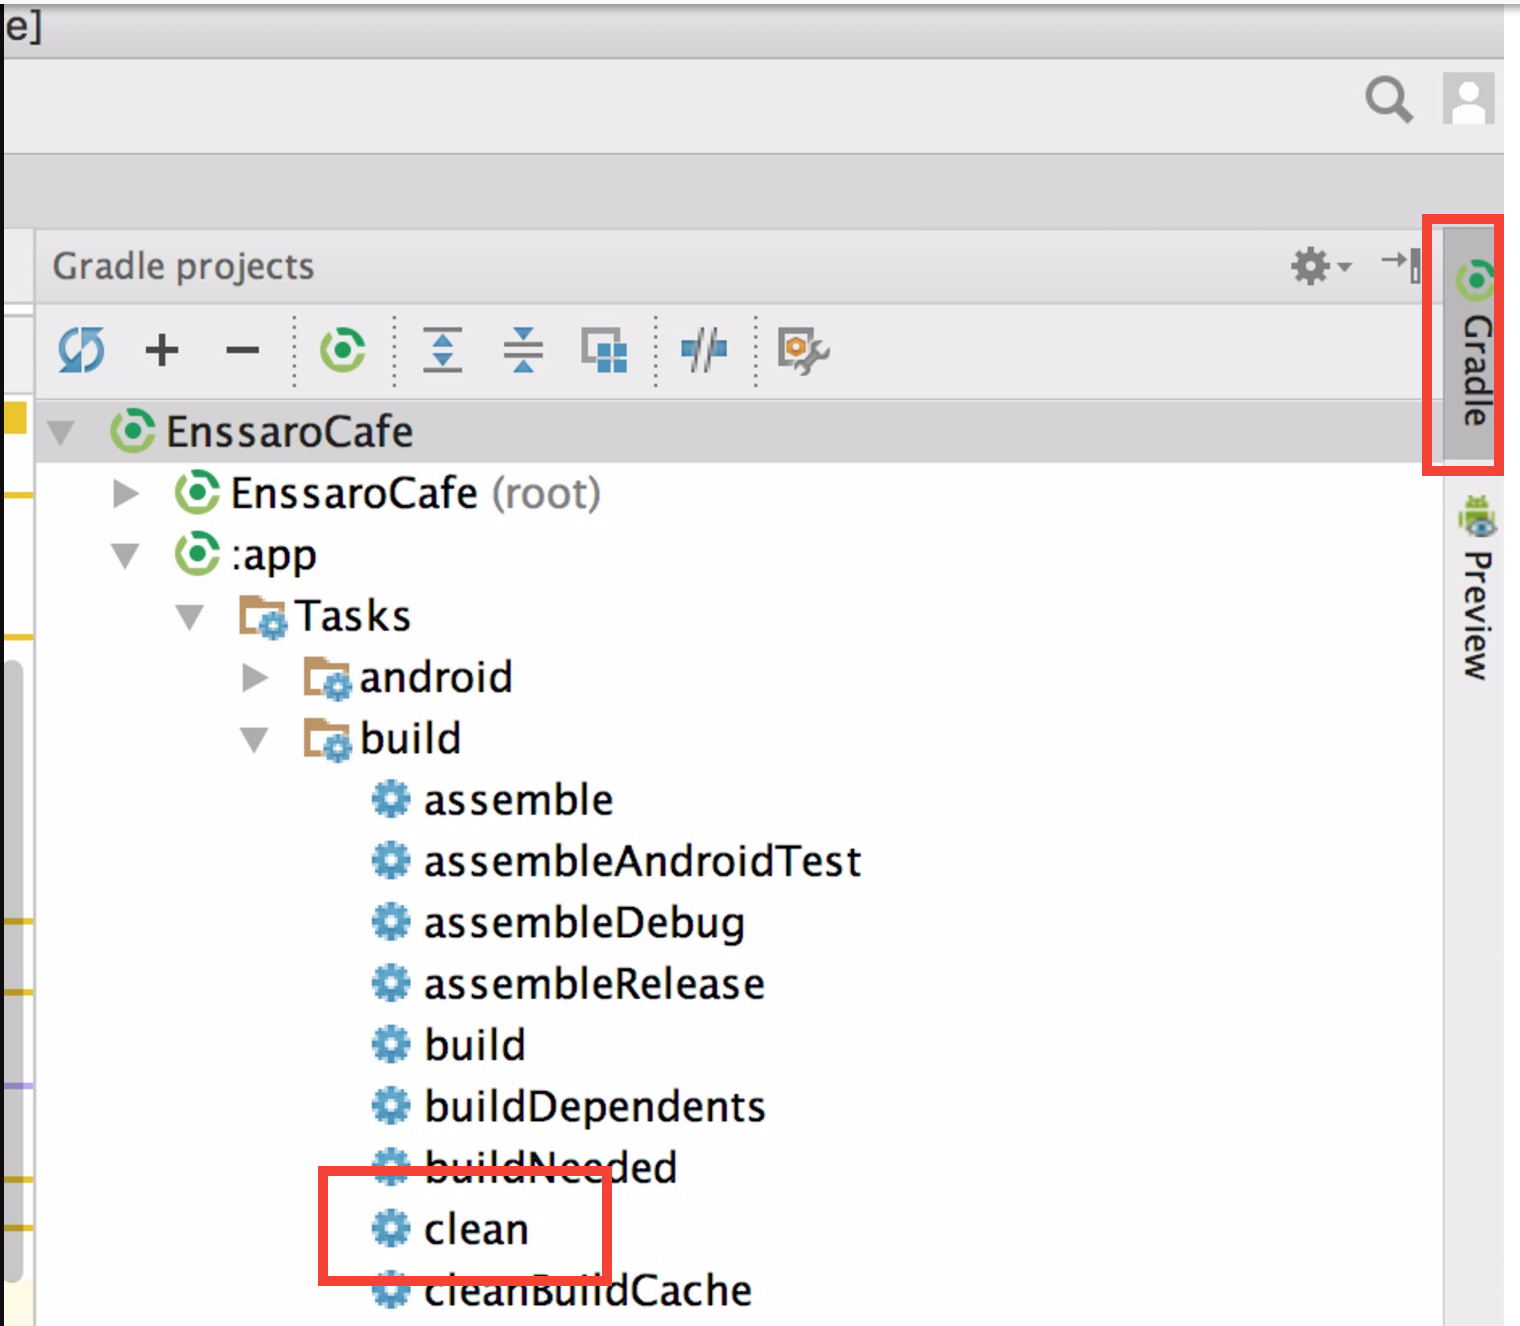 e]
Gradle projects
EnssaroCafe
EnssaroCafe (root)
:app
Tasks
android
build
assemble
assembleAndroidTest
assembleDebug
assembleRelease
build
buildDependents
buildNeeded
clean
cleanBuildCache
Gradle
Preview